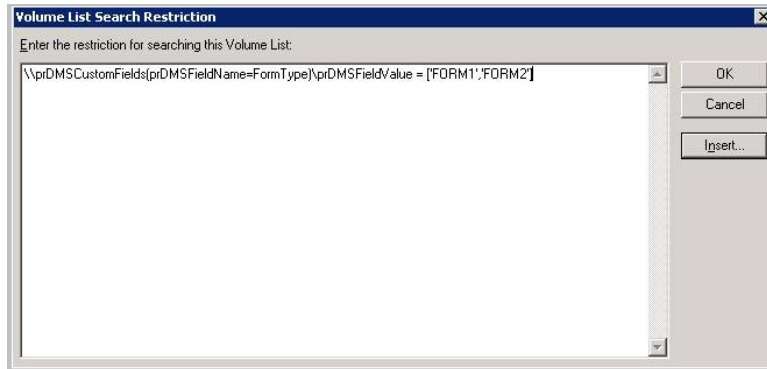 Volume List Search Restriction
Enter the restriction for searching this Volume List:
\\prDMSCustomFields(prDMSFieldName=FormType)\prDMSFieldValue = ['FORM1','FORM2']
OK
Cancel
Insert...